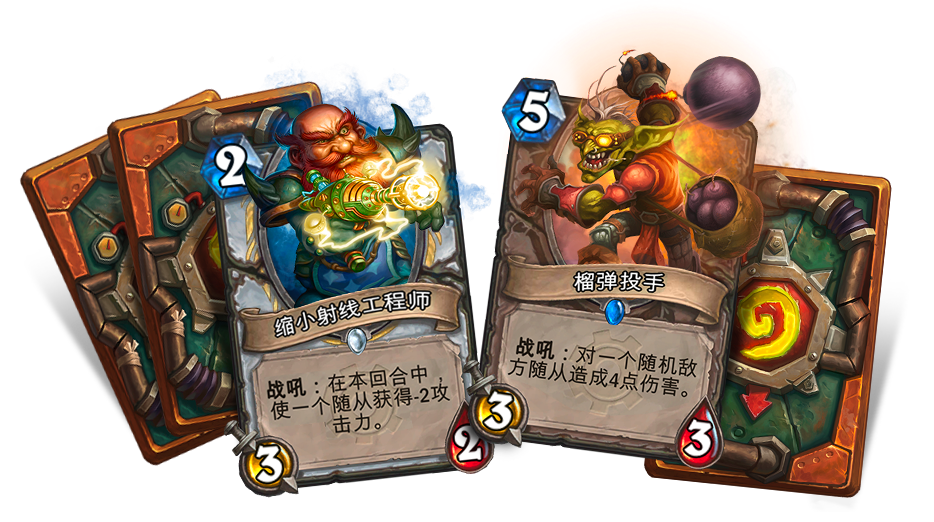 2
缩小射线工程师
战吼：在本回合中
使一个随从获得-2攻
击力。
3
2
5
榴弹投手
战吼：对一个随机敌
方随从造成4点伤害。
3
3